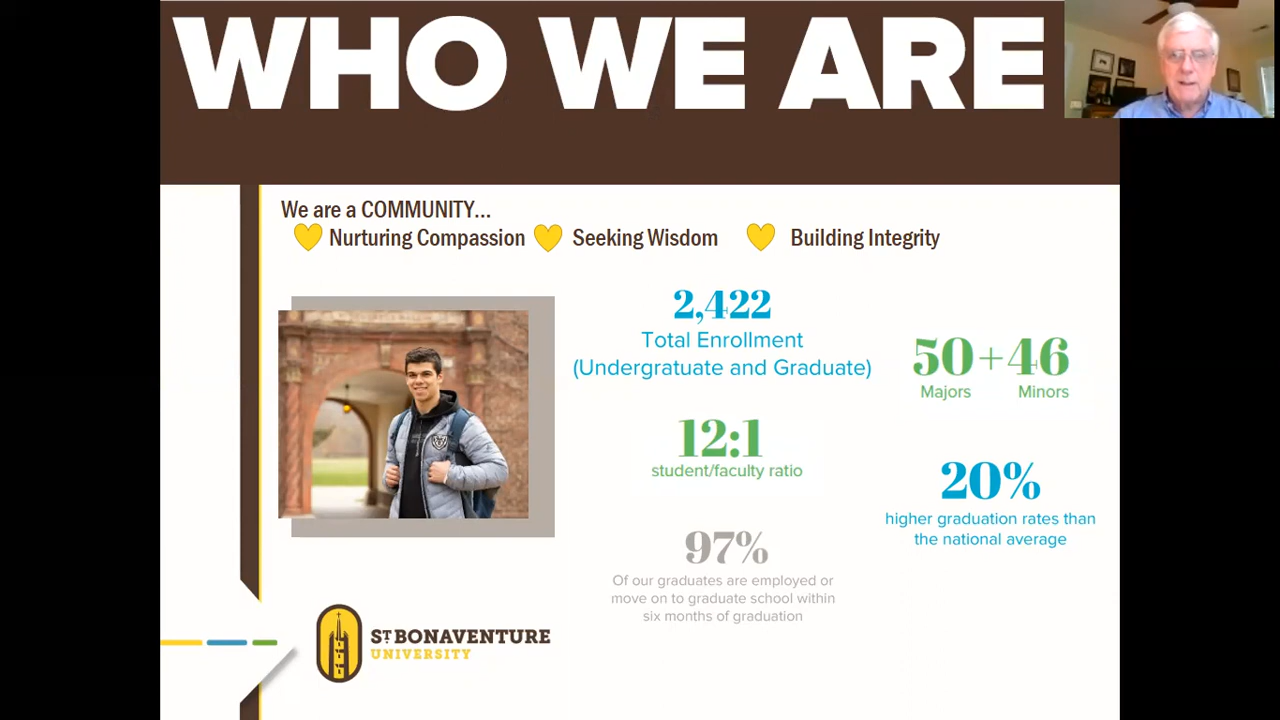 WHO WE ARE
We are a COMMUNITY...
Nurturing Compassion Seeking Wisdom Building Integrity
2,422
Total Enrollment
(Undergratuate and Graduate)
50+46
Majors Minors
12:1
student/faculty ratio
20%
higher graduation rates than
the national average
97%
Of our graduates are employed or
move on to graduate school within
six months of graduation
ST. BONAVENTURE
UNIVERSITY